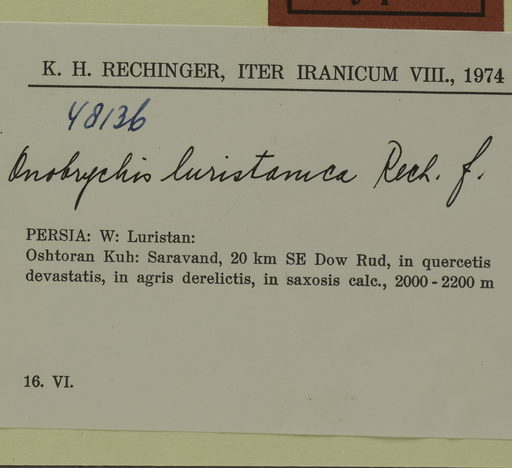 K. H. RECHINGER, ITER IRANICUM VIII., 1974
48136
Onobrychis luristanica Rech. f.
PERSIA: W: Luristan:
Oshtoran Kuh: Saravand, 20 km SE Dow Rud, in quercetis
devastatis, in agris derelictis, in saxosis calc., 2000 - 2200 m
16. VI.